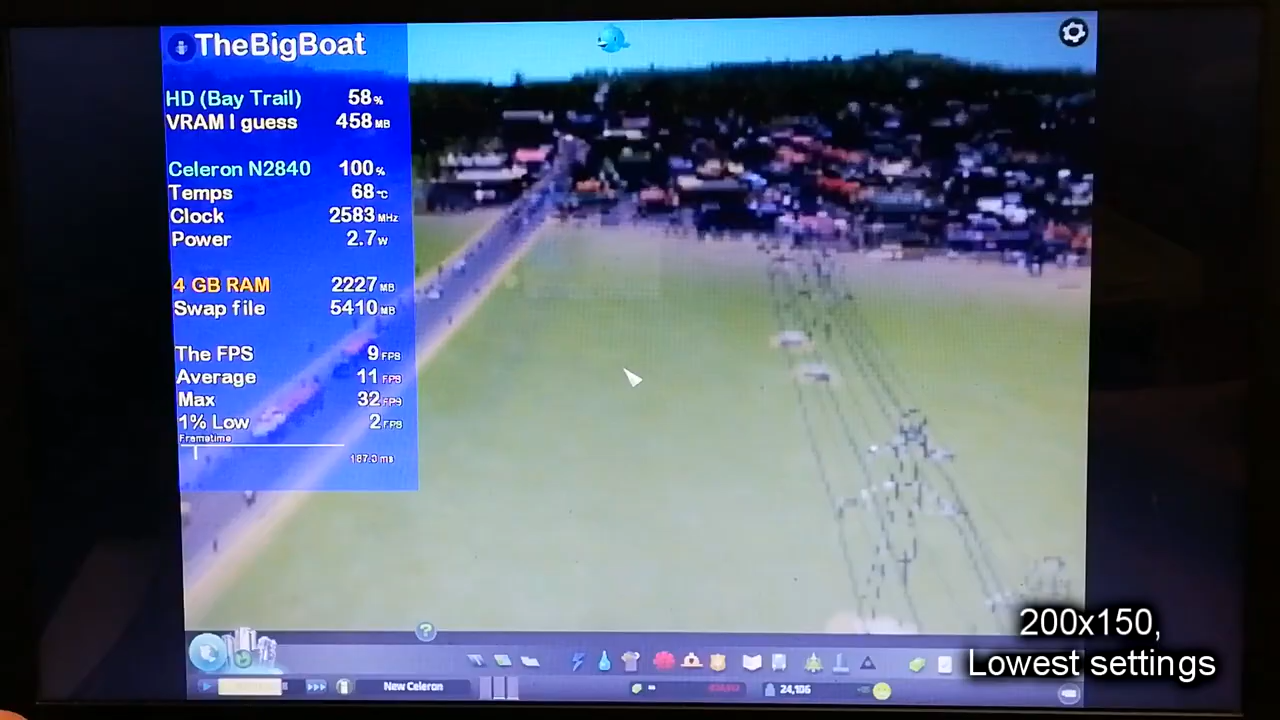 TheBigBoat
HD (Bay Trail) 58%
VRAM I guess 458 MB
Celeron N2840 100%
Temps 68 °C
Clock 2583 MHz
Power 2.7 W
4 GB RAM 2227 MB
Swap file 5410 MB
The FPS 9 FPS
Average 11 FPS
Max 32 FPS
1% Low 2 FPS
Frametime
187.0 ms
?
New Celeron
24,106
200x150,
Lowest settings